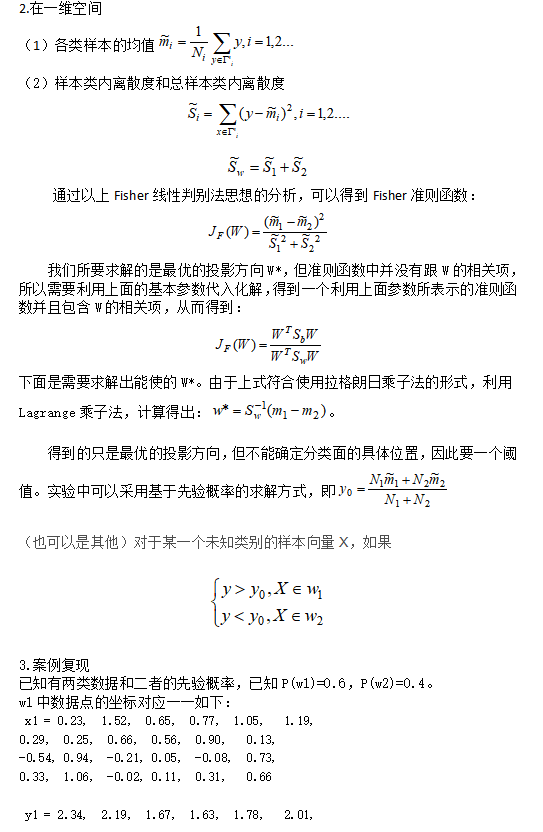 2.在一维空间
（1）各类样本的均值 m̃ᵢ = 1/Nᵢ ∑_{y∈Γᵢ} y, i = 1,2...
（2）样本类内离散度和总样本类内离散度
S̃ᵢ = ∑_{x∈Γᵢ} (y − m̃ᵢ)², i = 1,2....
S̃_w = S̃₁ + S̃₂
通过以上 Fisher 线性判别法思想的分析，可以得到 Fisher 准则函数：
J_F(W) = (m̃₁ − m̃₂)² / (S̃₁² + S̃₂²)
我们所要求解的是最优的投影方向W*，但准则函数中并没有跟W的相关项，
所以需要利用上面的基本参数代入化解，得到一个利用上面参数所表示的准则函
数并且包含W的相关项，从而得到：
J_F(W) = WᵀS_bW / WᵀS_wW
下面是需要求解出能使的W*。由于上式符合使用拉格朗日乘子法的形式，利用
Lagrange 乘子法，计算得出：w* = S_w⁻¹(m₁ − m₂)。
得到的只是最优的投影方向，但不能确定分类面的具体位置，因此要一个阈
值。实验中可以采用基于先验概率的求解方式，即 y₀ = (N₁m̃₁ + N₂m̃₂) / (N₁ + N₂)
（也可以是其他）对于某一个未知类别的样本向量 X，如果
{ y > y₀, X ∈ w₁
y < y₀, X ∈ w₂
3.案例复现
已知有两类数据和二者的先验概率，已知P(w1)=0.6，P(w2)=0.4。
w1中数据点的坐标对应一一如下：
x1 = 0.23, 1.52, 0.65, 0.77, 1.05, 1.19,
0.29, 0.25, 0.66, 0.56, 0.90, 0.13,
-0.54, 0.94, -0.21, 0.05, -0.08, 0.73,
0.33, 1.06, -0.02, 0.11, 0.31, 0.66
y1 = 2.34, 2.19, 1.67, 1.63, 1.78, 2.01,